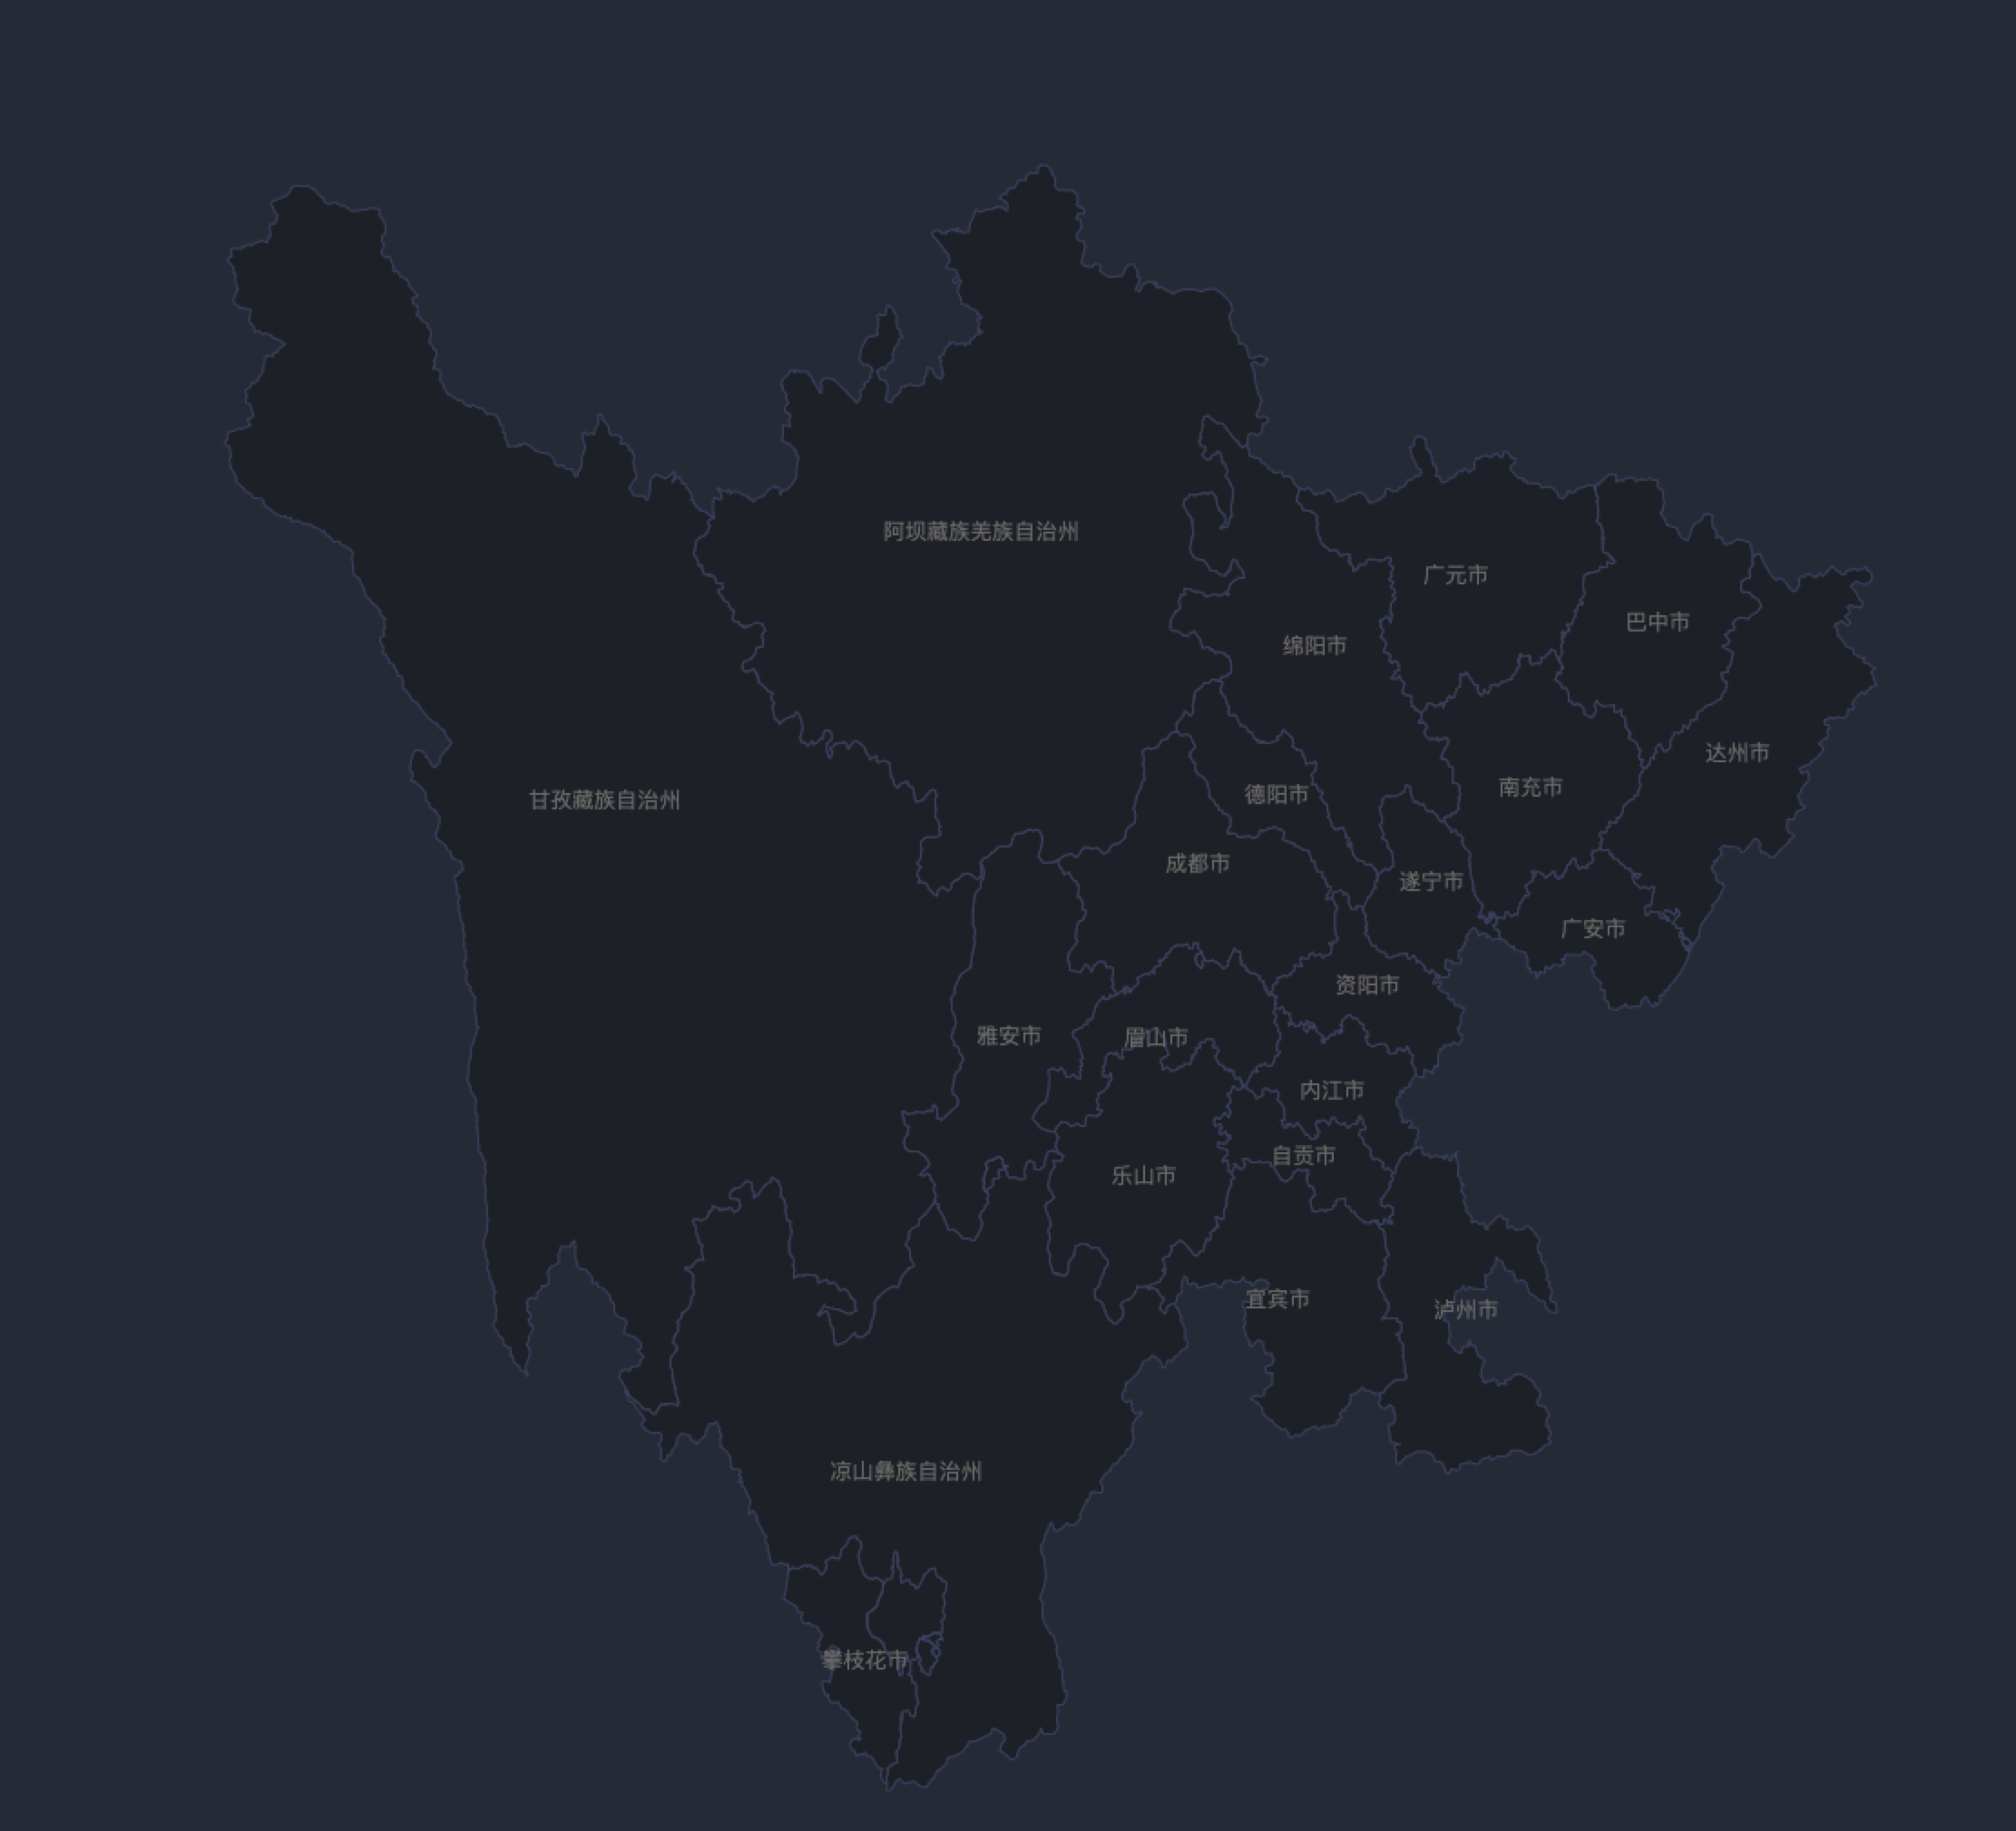 阿坝藏族羌族自治州
广元市
巴中市
绵阳市
达州市
南充市
德阳市
甘孜藏族自治州
成都市
遂宁市
广安市
资阳市
雅安市
眉山市
内江市
自贡市
乐山市
宜宾市
泸州市
凉山彝族自治州
攀枝花市